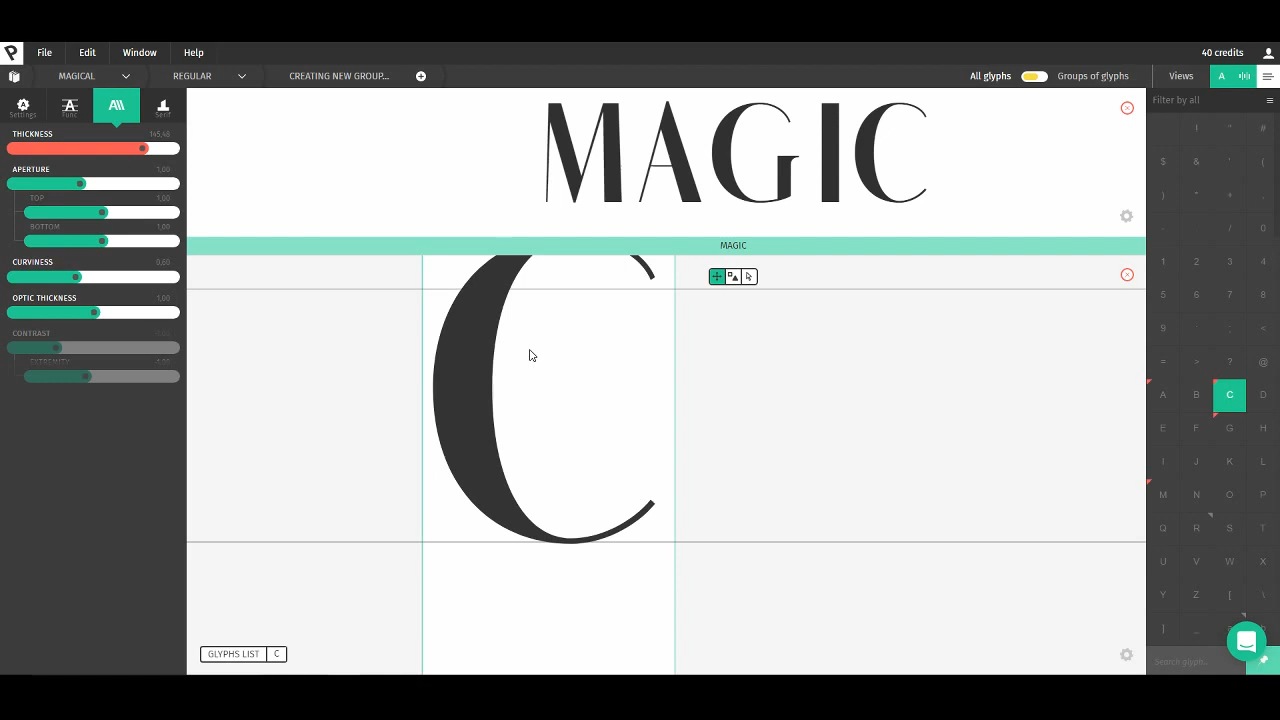 File Edit Window Help 40 credits
MAGICAL REGULAR CREATING NEW GROUP... All glyphs Groups of glyphs Views A
Settings Func Serif
Filter by all
THICKNESS 145,48
APERTURE 1,00
TOP 1,00
BOTTOM 1,00
CURVINESS 0,60
OPTIC THICKNESS 1,00
CONTRAST
EXTREMITY
MAGIC
MAGIC
C
GLYPHS LIST C
! " #
$ & ' (
) * + ,
- . / 0
1 2 3 4
5 6 7 8
9 : ; <
= > ? @
A B C D
E F G H
I J K L
M N O P
Q R S T
U V W X
Y Z [ \
] _
Search glyph...